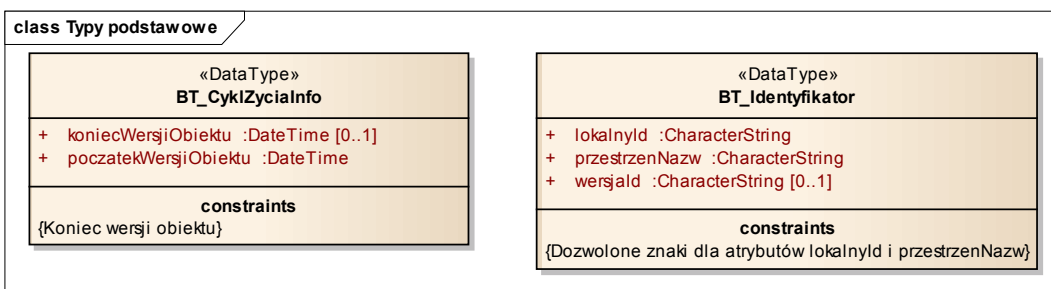 class Typy podstawowe
«DataType»
BT_CyklZyciaInfo
+ koniecWersjiObiektu :DateTime [0..1]
+ poczatekWersjiObiektu :DateTime
constraints
{Koniec wersji obiektu}
«DataType»
BT_Identyfikator
+ lokalnyId :CharacterString
+ przestrzenNazw :CharacterString
+ wersjaId :CharacterString [0..1]
constraints
{Dozwolone znaki dla atrybutów lokalnyId i przestrzenNazw}